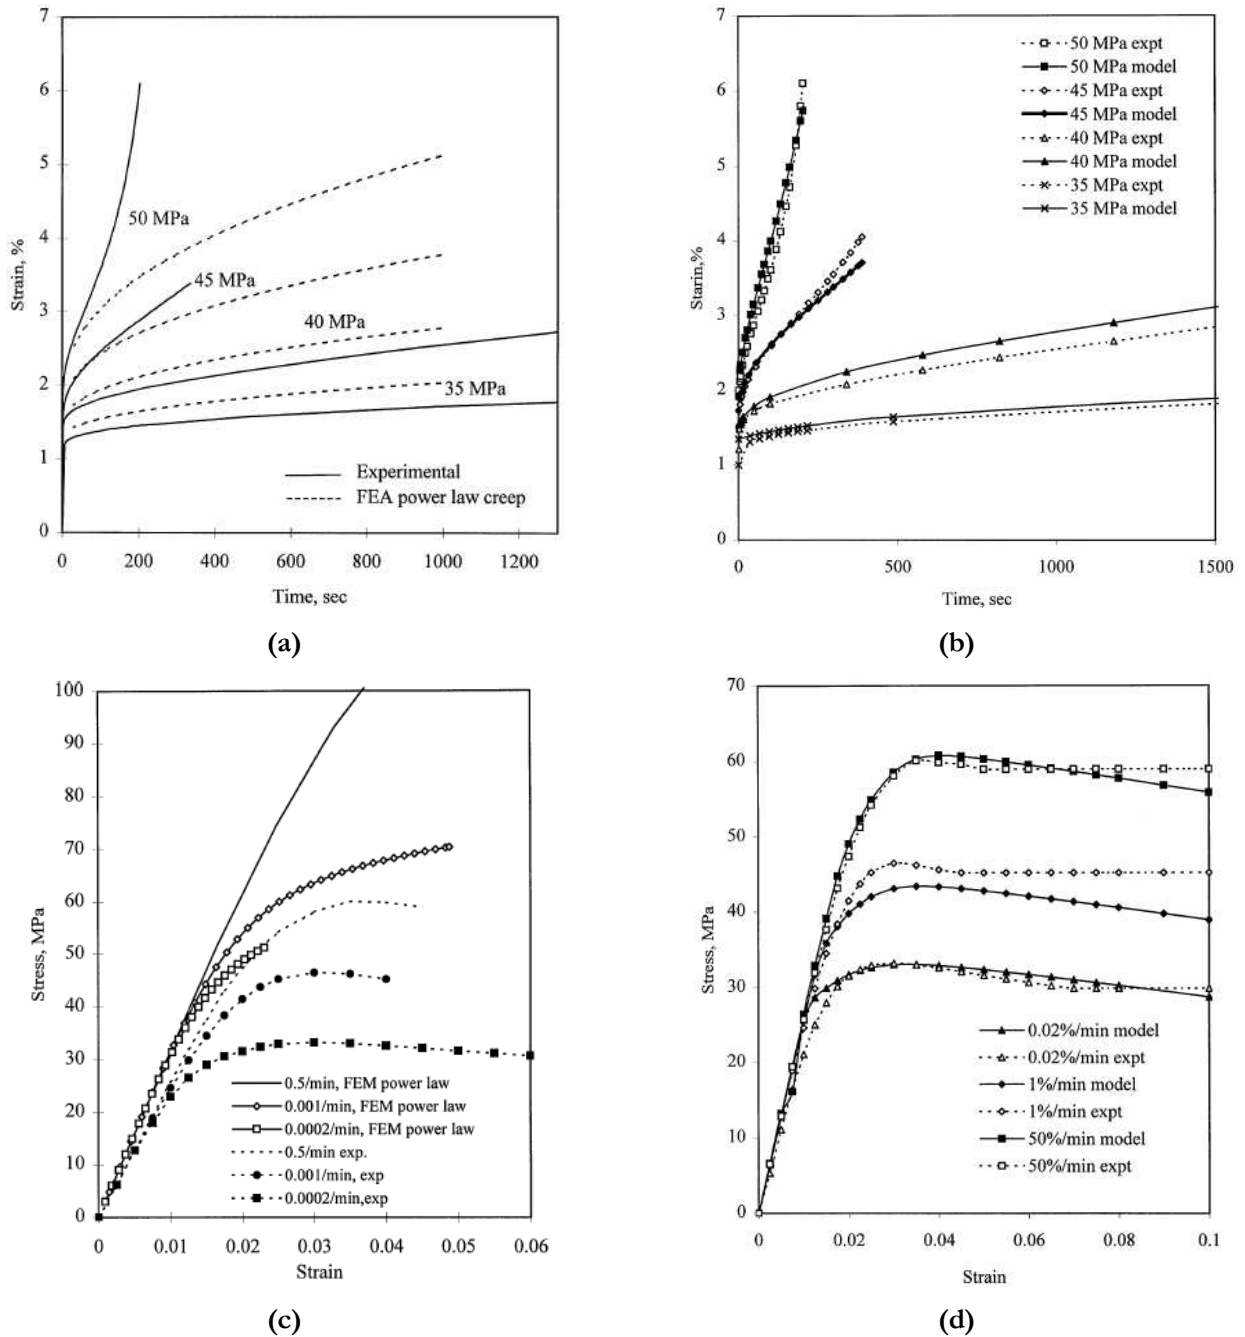 7
6
5
4
3
2
1
0
Strain, %
50 MPa
45 MPa
40 MPa
35 MPa
Experimental
FEA power law creep
0 200 400 600 800 1000 1200
Time, sec
(a)
7
6
5
4
3
2
1
0
Starin,%
50 MPa expt
50 MPa model
45 MPa expt
45 MPa model
40 MPa expt
40 MPa model
35 MPa expt
35 MPa model
0 500 1000 1500
Time, sec
(b)
100
90
80
70
60
50
40
30
20
10
0
Stress, MPa
0.5/min, FEM power law
0.001/min, FEM power law
0.0002/min, FEM power law
0.5/min exp.
0.001/min, exp
0.0002/min,exp
0 0.01 0.02 0.03 0.04 0.05 0.06
Strain
(c)
70
60
50
40
30
20
10
0
Stress, MPa
0.02%/min model
0.02%/min expt
1%/min model
1%/min expt
50%/min model
50%/min expt
0 0.02 0.04 0.06 0.08 0.1
Strain
(d)